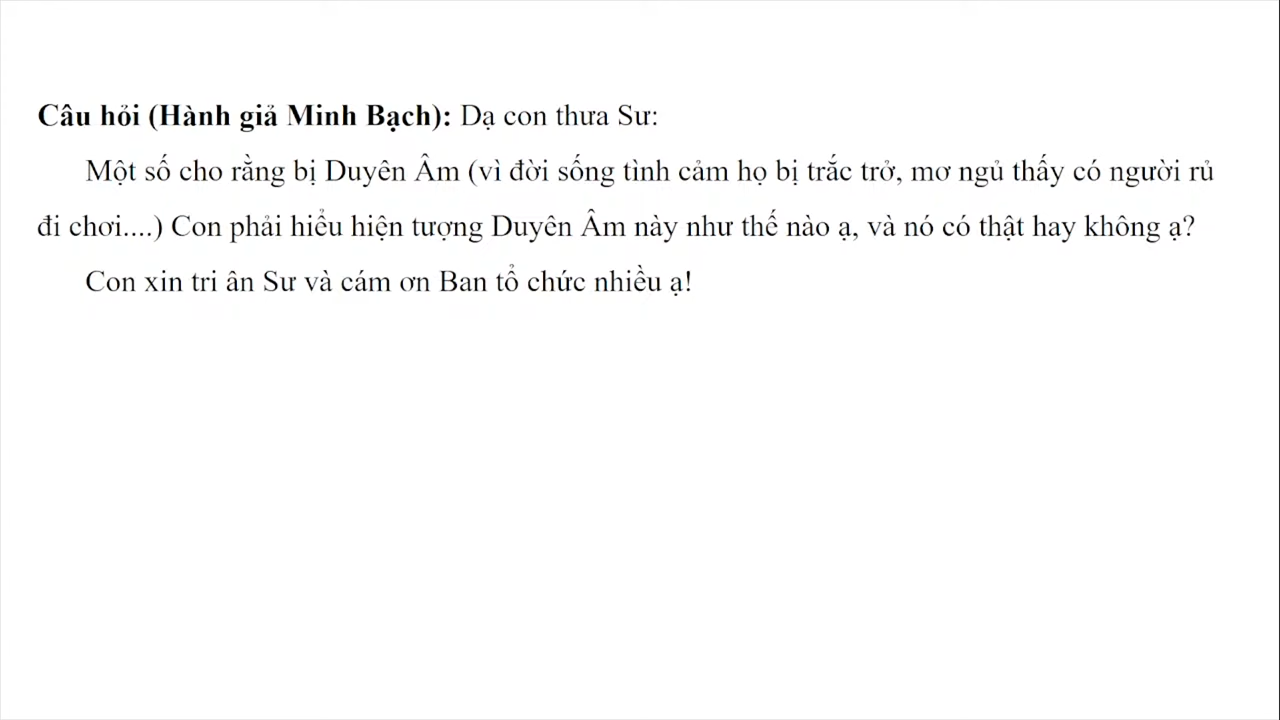 Câu hỏi (Hành giả Minh Bạch): Dạ con thưa Sư:
Một số cho rằng bị Duyên Âm (vì đời sống tình cảm họ bị trắc trở, mơ ngủ thấy có người rủ
đi chơi....) Con phải hiểu hiện tượng Duyên Âm này như thế nào ạ, và nó có thật hay không ạ?
Con xin tri ân Sư và cám ơn Ban tổ chức nhiều ạ!